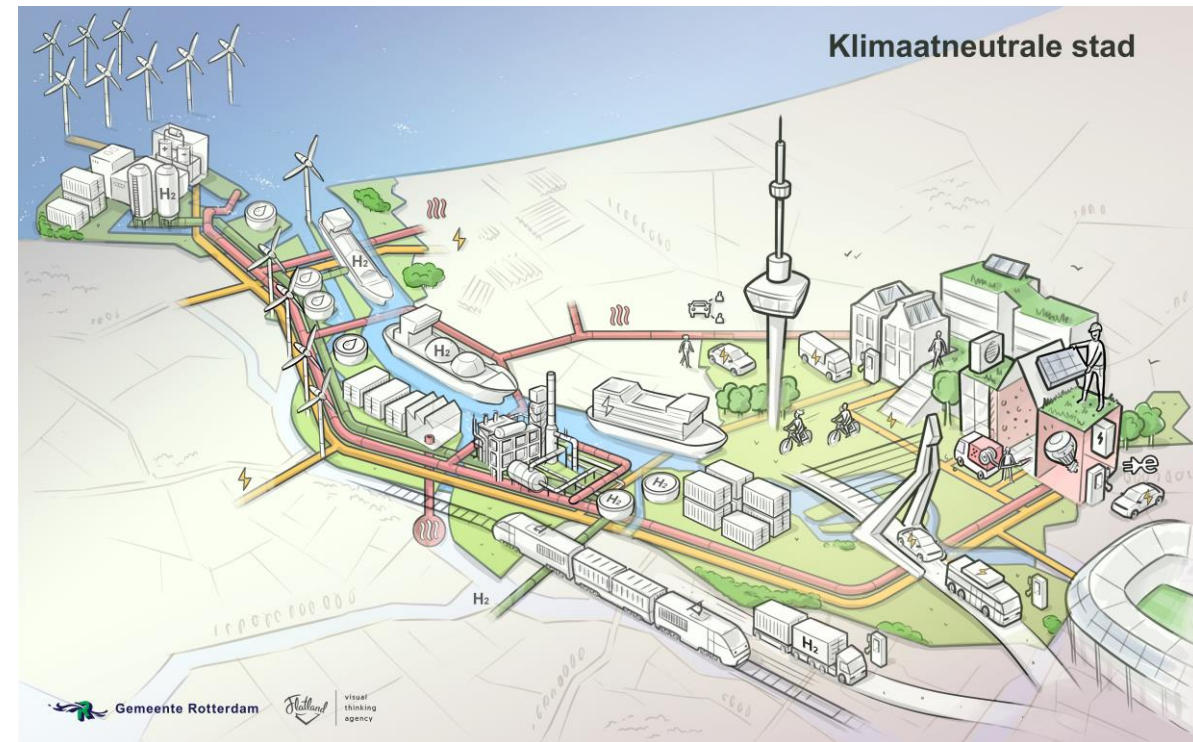 Klimaatneutrale stad
H2
H2
H2
H2
H2
H2
H2
Gemeente Rotterdam
Flatland
visual
thinking
agency